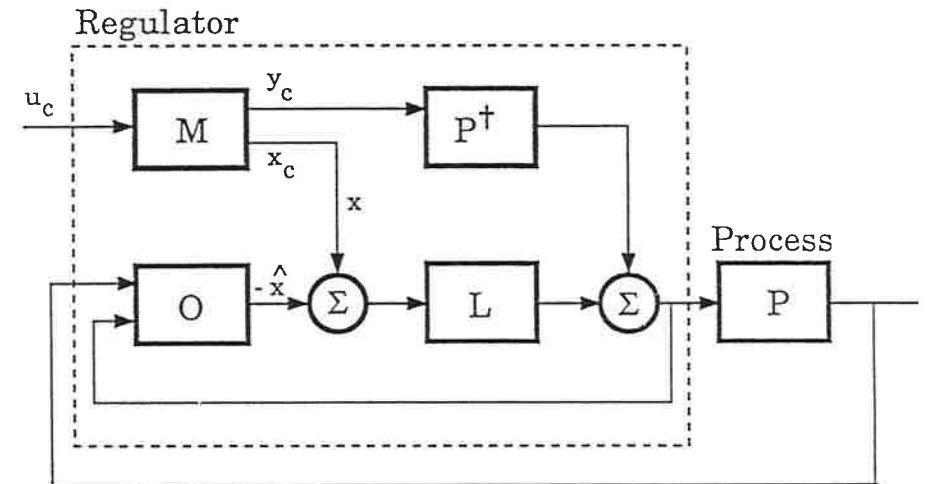 Regulator
u_c
M
y_c
x_c
P†
x
Process
O
-x̂
Σ
L
Σ
P